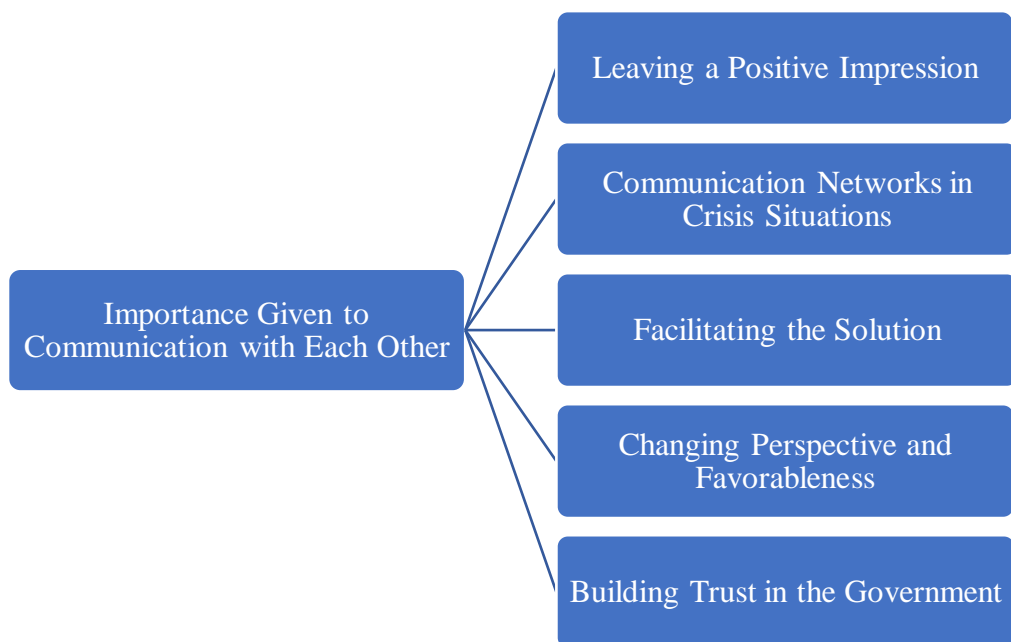 Leaving a Positive Impression
Communication Networks in
Crisis Situations
Importance Given to
Communication with Each Other
Facilitating the Solution
Changing Perspective and
Favorableness
Building Trust in the Government